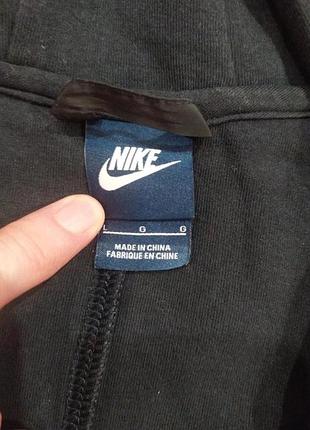 NIKE
L G G
MADE IN CHINA
FABRIQUE EN CHINE